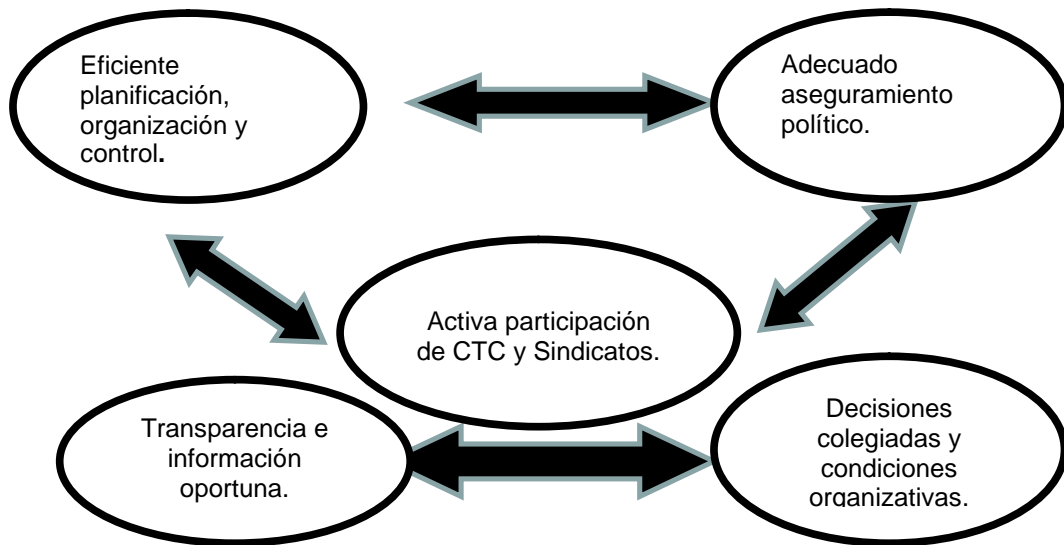 Eficiente
planificación,
organización y
control.
Adecuado
aseguramiento
político.
Activa participación
de CTC y Sindicatos.
Transparencia e
información
oportuna.
Decisiones
colegiadas y
condiciones
organizativas.